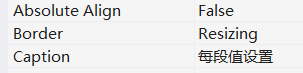 Absolute Align False
Border Resizing
Caption 每段值设置